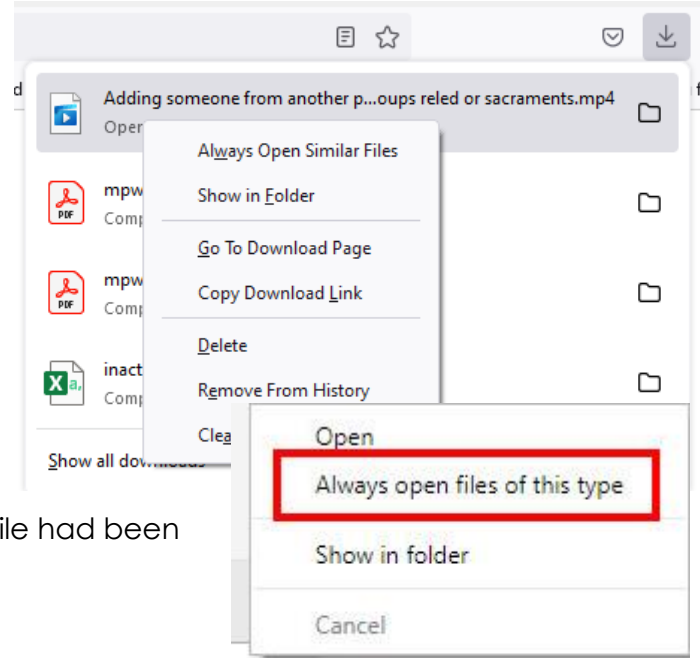 d
Adding someone from another p...oups reled or sacraments.mp4
f
Oper
Always Open Similar Files
mpw
Show in Folder
PDF
Comp
Go To Download Page
mpw
Copy Download Link
PDF
Comp
Delete
inact
X a,
Remove From History
Comp
Clea
Show all downloads
Open
Always open files of this type
ile had been
Show in folder
Cancel